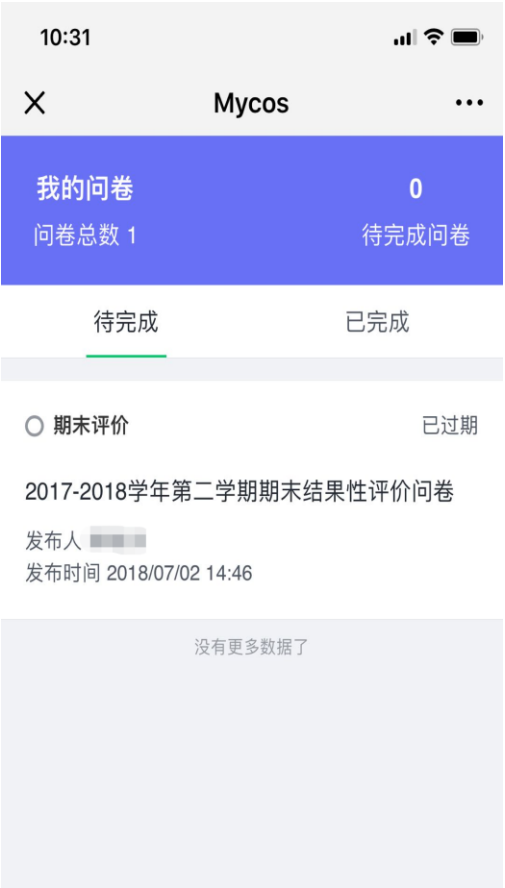 10:31
Mycos
我的问卷 0
问卷总数 1 待完成问卷
待完成 已完成
期末评价 已过期
2017-2018学年第二学期期末结果性评价问卷
发布人
发布时间 2018/07/02 14:46
没有更多数据了